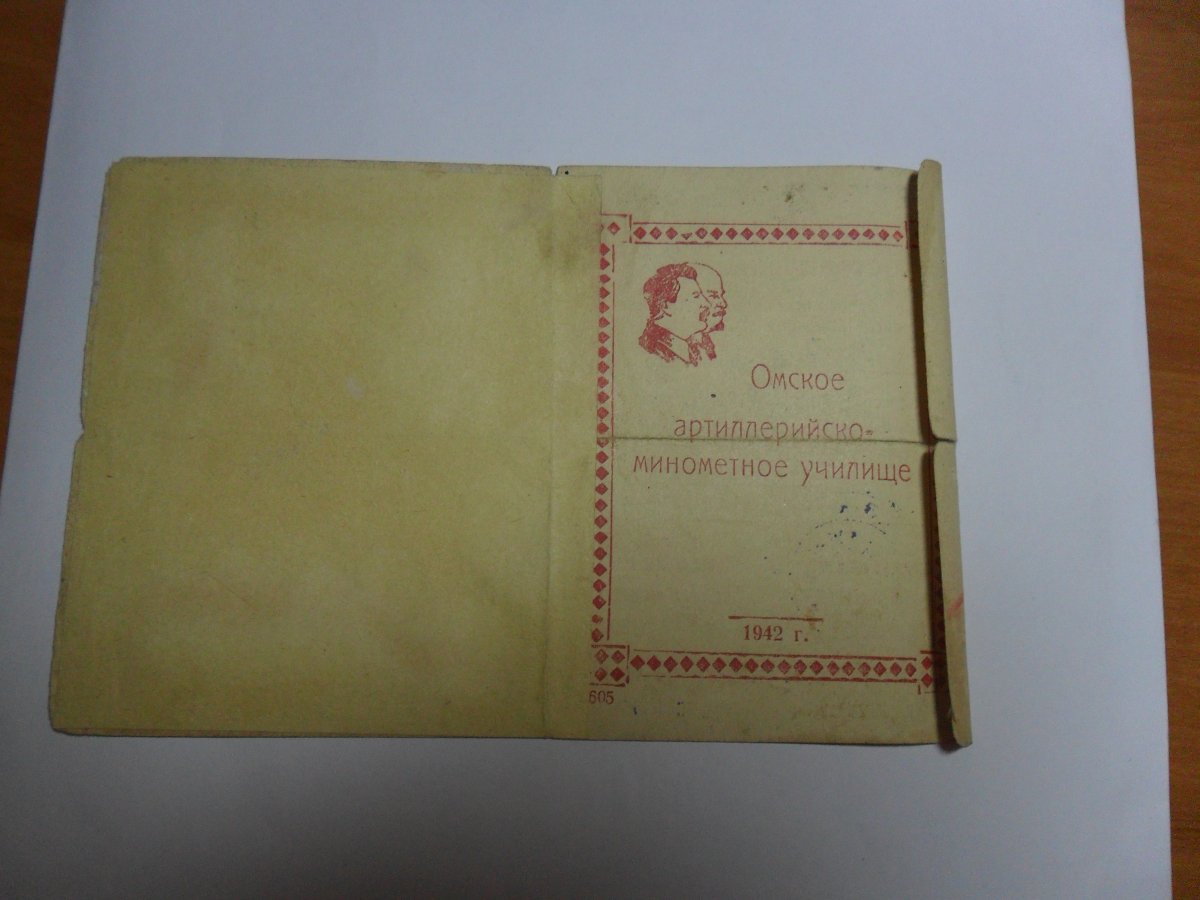 Омское
артиллерийско-
минометное училище
1942 г.
605